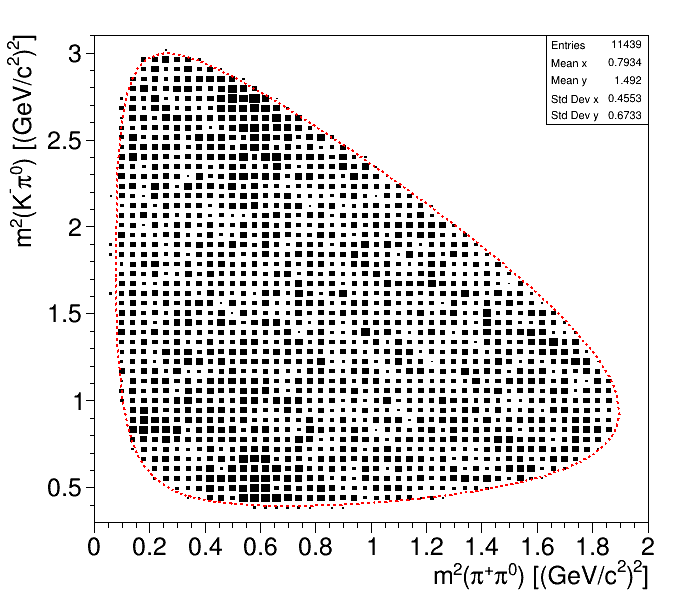 Entries 11439
Mean x 0.7934
Mean y 1.492
Std Dev x 0.4553
Std Dev y 0.6733
m²(K⁻π⁰) [(GeV/c²)²]
3
2.5
2
1.5
1
0.5
0 0.2 0.4 0.6 0.8 1 1.2 1.4 1.6 1.8 2
m²(π⁺π⁰) [(GeV/c²)²]